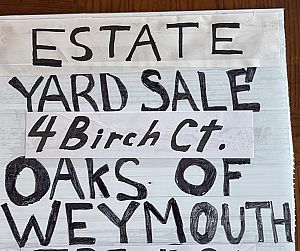 ESTATE
YARD SALE
4 Birch Ct.
OAKS OF
WEYMOUTH